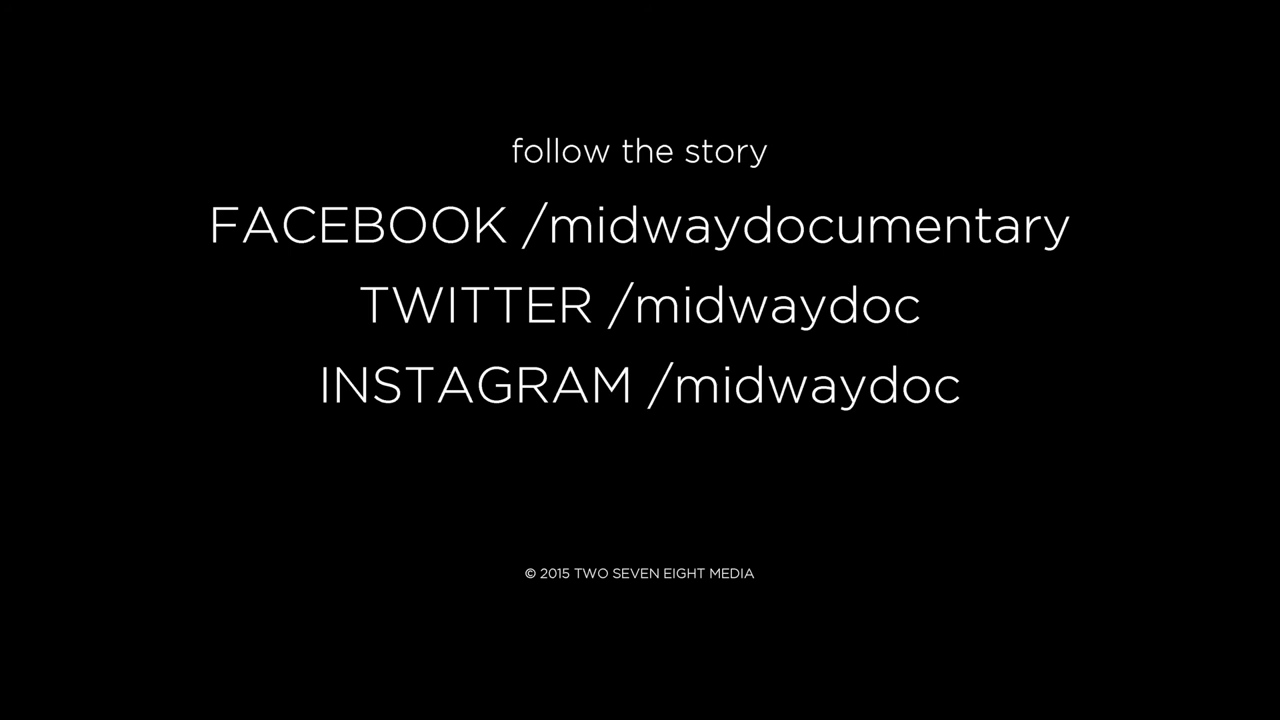 follow the story
FACEBOOK /midwaydocumentary
TWITTER /midwaydoc
INSTAGRAM /midwaydoc
© 2015 TWO SEVEN EIGHT MEDIA